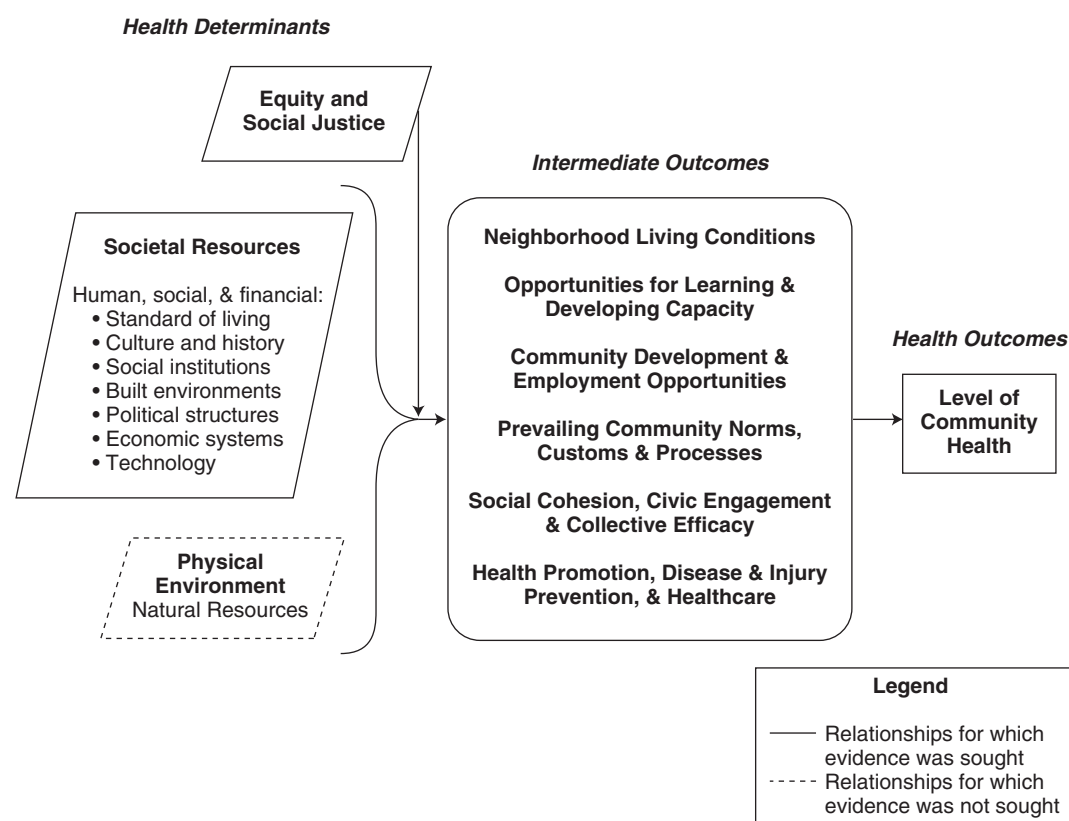 Health Determinants
Equity and
Social Justice
Societal Resources
Human, social, & financial:
• Standard of living
• Culture and history
• Social institutions
• Built environments
• Political structures
• Economic systems
• Technology
Physical
Environment
Natural Resources
Intermediate Outcomes
Neighborhood Living Conditions
Opportunities for Learning &
Developing Capacity
Community Development &
Employment Opportunities
Prevailing Community Norms,
Customs & Processes
Social Cohesion, Civic Engagement
& Collective Efficacy
Health Promotion, Disease & Injury
Prevention, & Healthcare
Health Outcomes
Level of
Community
Health
Legend
Relationships for which
evidence was sought
Relationships for which
evidence was not sought